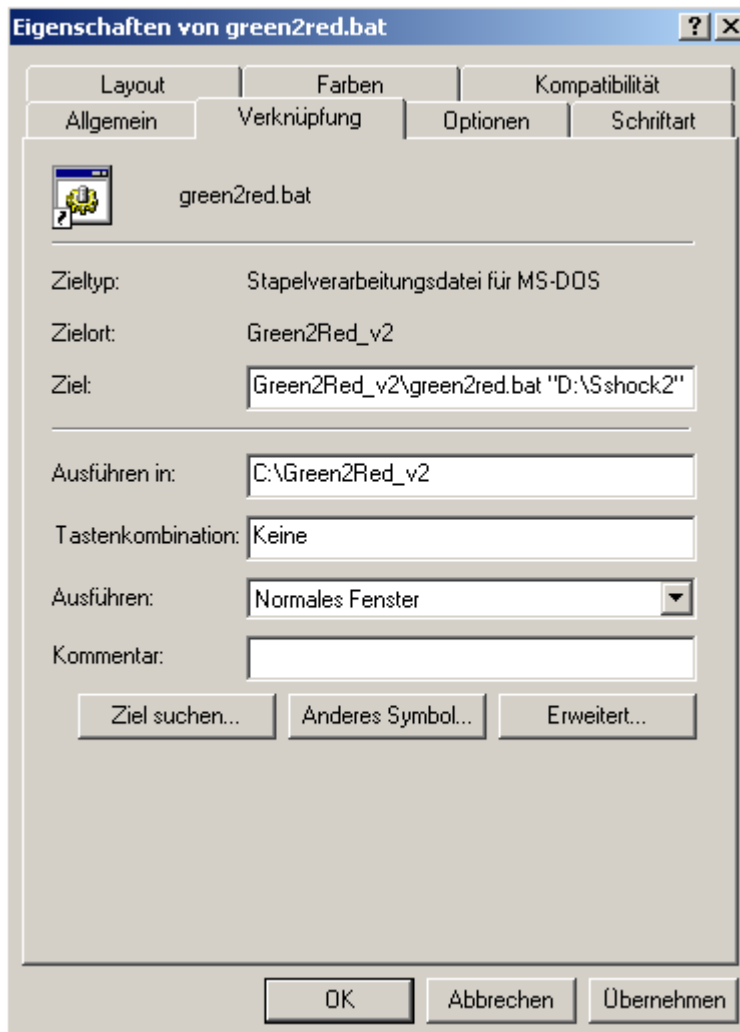 Eigenschaften von green2red.bat
Layout Farben Kompatibilität
Allgemein Verknüpfung Optionen Schriftart
green2red.bat
Zieltyp: Stapelverarbeitungsdatei für MS-DOS
Zielort: Green2Red_v2
Ziel: Green2Red_v2\green2red.bat "D:\Sshock2"
Ausführen in: C:\Green2Red_v2
Tastenkombination: Keine
Ausführen: Normales Fenster
Kommentar:
Ziel suchen... Anderes Symbol... Erweitert...
OK Abbrechen Übernehmen